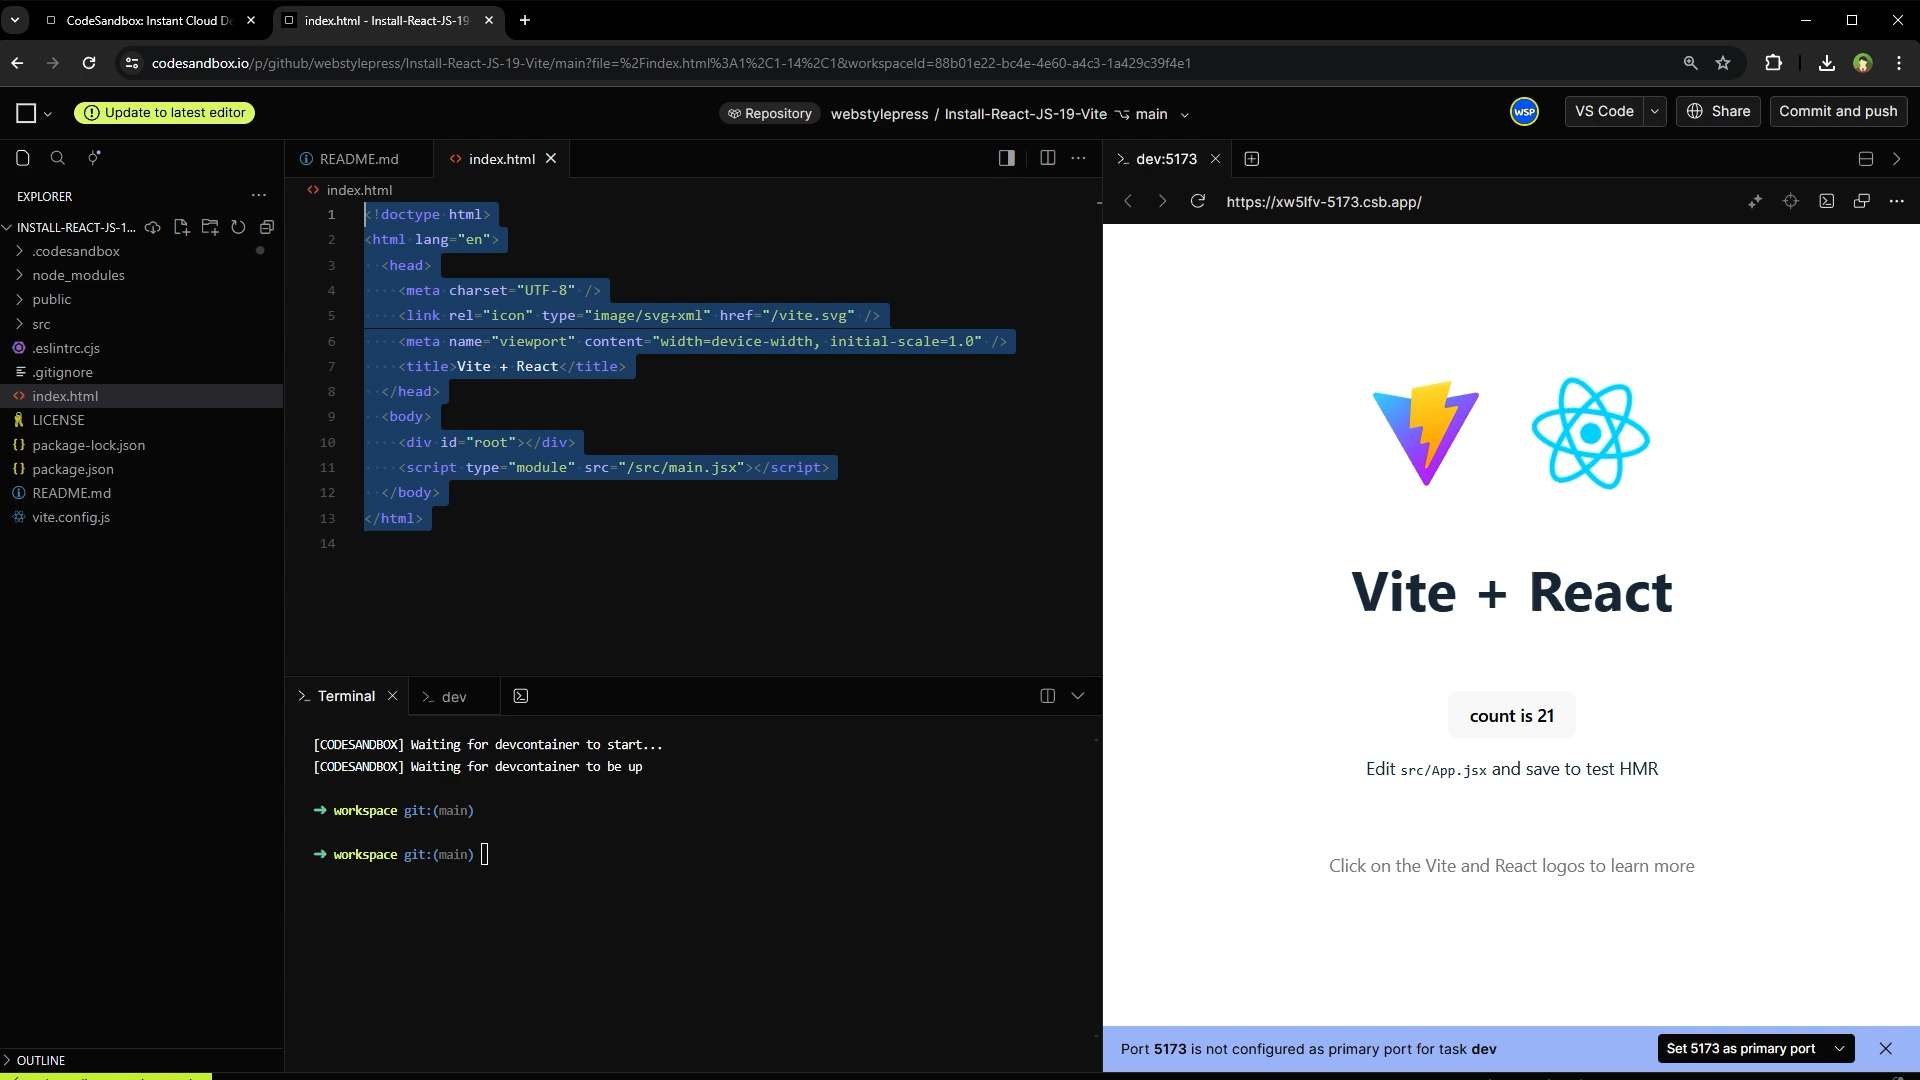 CodeSandbox: Instant Cloud De
index.html - Install-React-JS-19-
codesandbox.io/p/github/webstylepress/Install-React-JS-19-Vite/main?file=%2Findex.html%3A1%2C1-14%2C1&workspaceId=88b01e22-bc4e-4e60-a4c3-1a429c39f4e1
Update to latest editor
Repository webstylepress / Install-React-JS-19-Vite main
WSP
VS Code
Share
Commit and push
EXPLORER
INSTALL-REACT-JS-1...
.codesandbox
node_modules
public
src
.eslintrc.cjs
.gitignore
index.html
LICENSE
package-lock.json
package.json
README.md
vite.config.js
OUTLINE
README.md
index.html
index.html
1 <!doctype html>
2 <html lang="en">
3 <head>
4 <meta charset="UTF-8" />
5 <link rel="icon" type="image/svg+xml" href="/vite.svg" />
6 <meta name="viewport" content="width=device-width, initial-scale=1.0" />
7 <title>Vite + React</title>
8 </head>
9 <body>
10 <div id="root"></div>
11 <script type="module" src="/src/main.jsx"></script>
12 </body>
13 </html>
14
Terminal
dev
[CODESANDBOX] Waiting for devcontainer to start...
[CODESANDBOX] Waiting for devcontainer to be up
➜ workspace git:(main)
➜ workspace git:(main)
dev:5173
https://xw5lfv-5173.csb.app/
Vite + React
count is 21
Edit src/App.jsx and save to test HMR
Click on the Vite and React logos to learn more
Port 5173 is not configured as primary port for task dev
Set 5173 as primary port